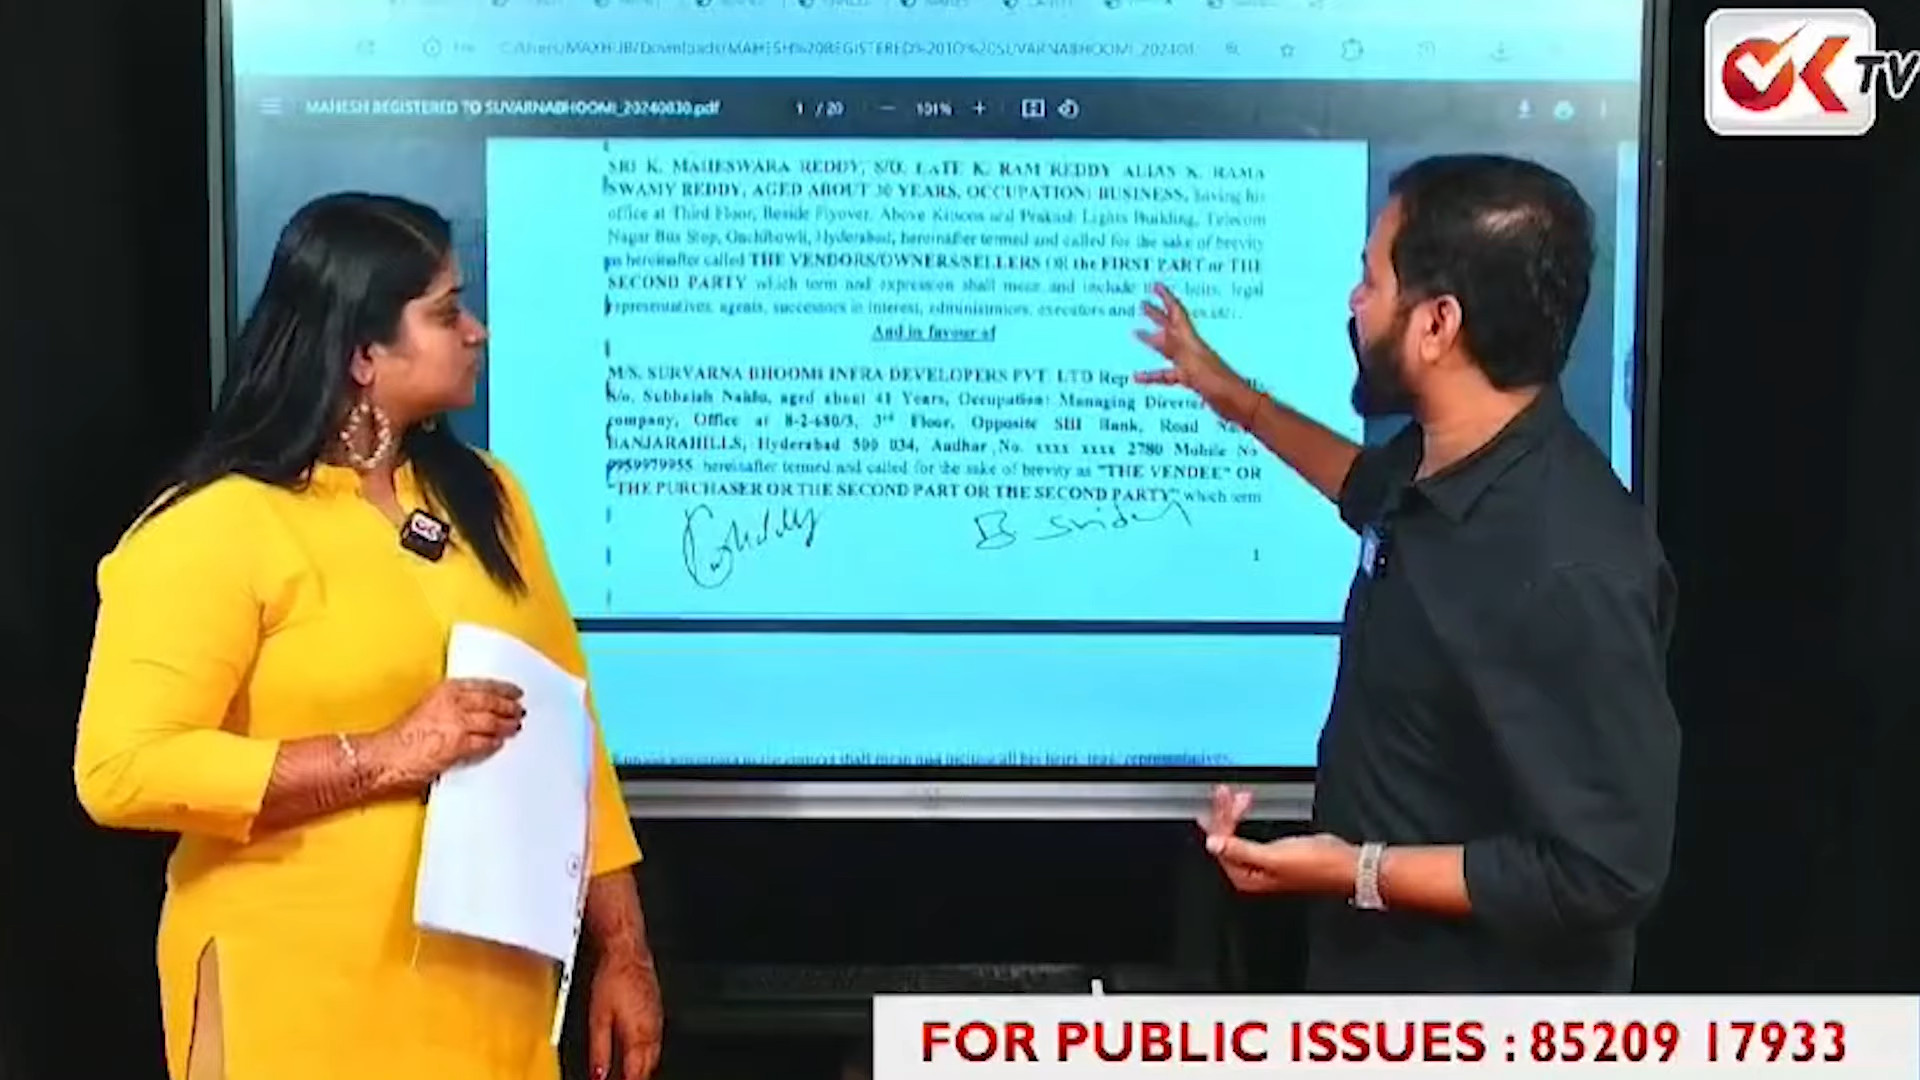 OK TV
MAHESH REGISTERED TO SUVARNABHOOMI_20240830.pdf 1 / 20 — 101% +
SRI K. MAHESWARA REDDY, S/O. LATE K. RAM REDDY ALIAS K. RAMA
SWAMY REDDY, AGED ABOUT 30 YEARS, OCCUPATION: BUSINESS, having his
office at Third Floor, Beside Flyover, Above Prakash Lights Building, Telecom
Nagar Bus Stop, Gachibowli, Hyderabad, hereinafter termed and called for the sake of brevity
as hereinafter called THE VENDORS/OWNERS/SELLERS OR the FIRST PART or THE
SECOND PARTY which term and expression shall mean and include heirs, legal
representatives, agents, successors in interest, administrators, executors and
And in favour of
M/S. SURVARNA BHOOMI INFRA DEVELOPERS PVT. LTD Rep
S/o. Subbaiah Naidu, aged about 41 Years, Occupation: Managing Director
company, Office at 8-2-680/3, 3rd Floor, Opposite SBI Bank, Road
BANJARAHILLS, Hyderabad 500 034, Aadhar No. xxxx xxxx 2780 Mobile No
9959979955 hereinafter termed and called for the sake of brevity as "THE VENDEE" OR
"THE PURCHASER OR THE SECOND PART OR THE SECOND PARTY" which term
1
FOR PUBLIC ISSUES : 85209 17933